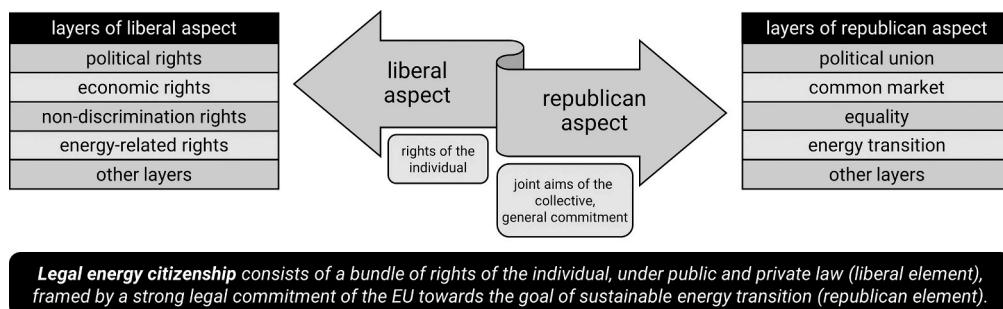 layers of liberal aspect
political rights
economic rights
non-discrimination rights
energy-related rights
other layers
liberal
aspect
rights of the
individual
republican
aspect
joint aims of the
collective,
general commitment
layers of republican aspect
political union
common market
equality
energy transition
other layers
Legal energy citizenship consists of a bundle of rights of the individual, under public and private law (liberal element),
framed by a strong legal commitment of the EU towards the goal of sustainable energy transition (republican element).